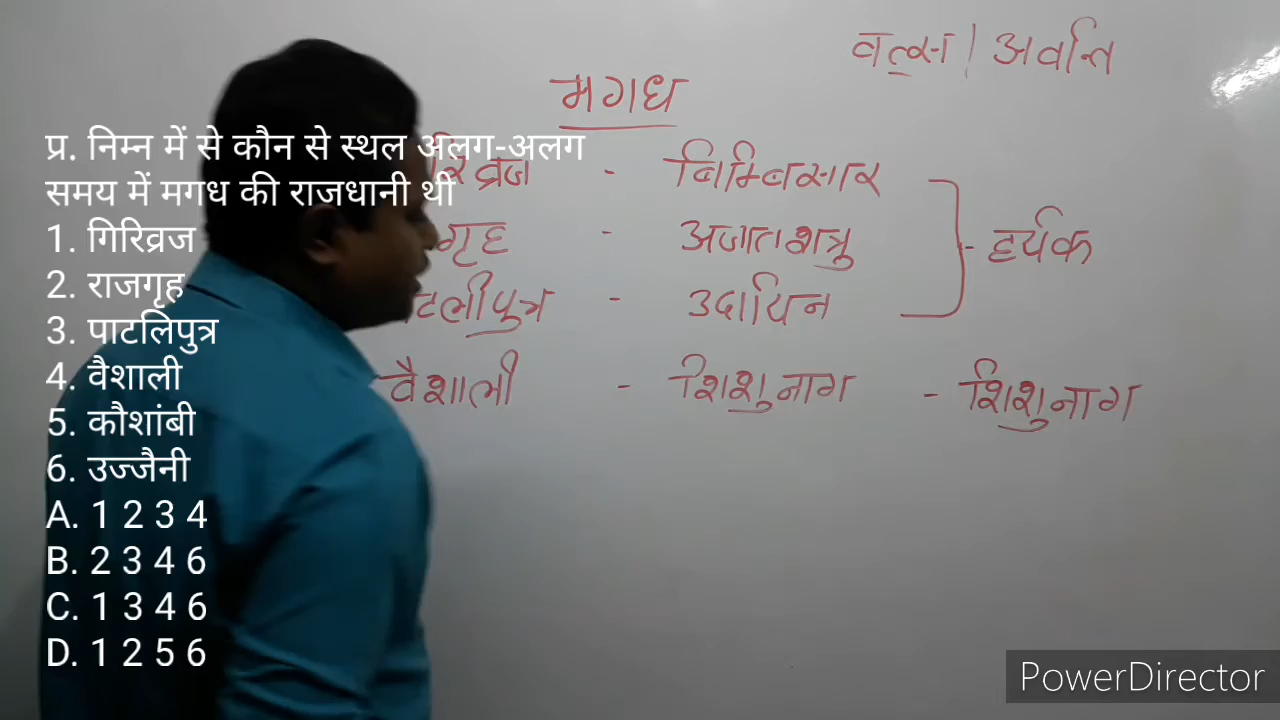 वत्स / अवन्ति
मगध
रिव्रज - बिम्बिसार
गृह - अजातशत्रु
टलीपुत्र - उदायिन
- हर्यक
वैशाली - शिशुनाग - शिशुनाग
प्र. निम्न में से कौन से स्थल अलग-अलग
समय में मगध की राजधानी थी
1. गिरिव्रज
2. राजगृह
3. पाटलिपुत्र
4. वैशाली
5. कौशांबी
6. उज्जैनी
A. 1 2 3 4
B. 2 3 4 6
C. 1 3 4 6
D. 1 2 5 6
PowerDirector